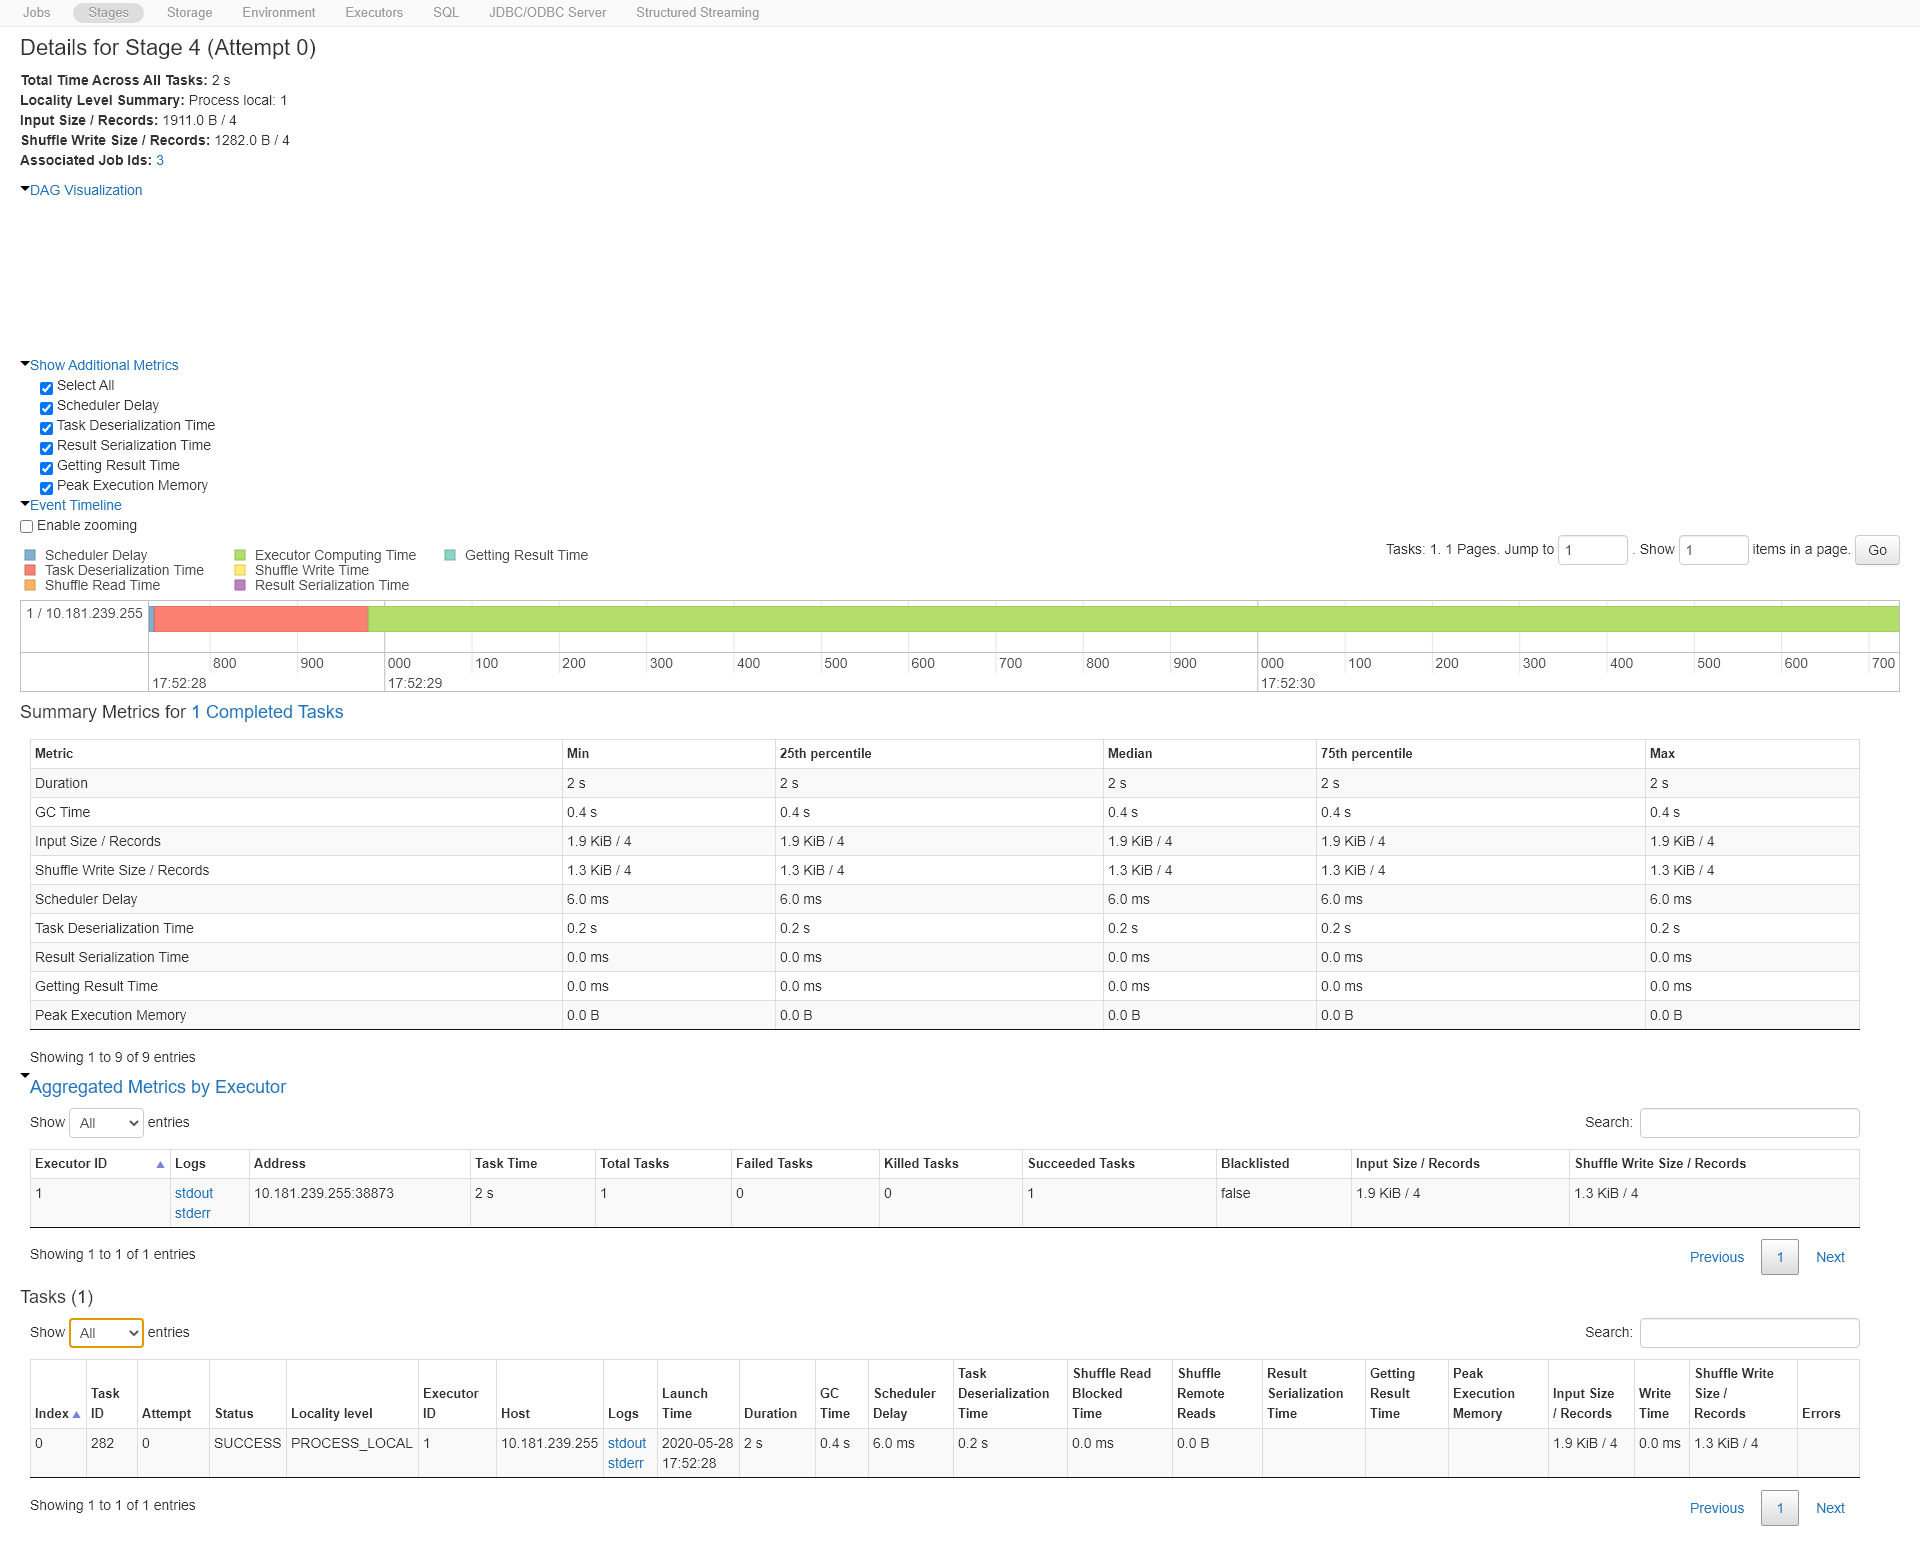 Jobs Stages Storage Environment Executors SQL JDBC/ODBC Server Structured Streaming
Details for Stage 4 (Attempt 0)
Total Time Across All Tasks: 2 s
Locality Level Summary: Process local: 1
Input Size / Records: 1911.0 B / 4
Shuffle Write Size / Records: 1282.0 B / 4
Associated Job Ids: 3
DAG Visualization
Show Additional Metrics
Select All
Scheduler Delay
Task Deserialization Time
Result Serialization Time
Getting Result Time
Peak Execution Memory
Event Timeline
Enable zooming
Tasks: 1. 1 Pages. Jump to 1 . Show 1 items in a page. Go
Scheduler Delay Executor Computing Time Getting Result Time
Task Deserialization Time Shuffle Write Time
Shuffle Read Time Result Serialization Time
1 / 10.181.239.255
800 900 000 100 200 300 400 500 600 700 800 900 000 100 200 300 400 500 600 700
17:52:28 17:52:29 17:52:30
Summary Metrics for 1 Completed Tasks
Metric Min 25th percentile Median 75th percentile Max
Duration 2 s 2 s 2 s 2 s 2 s
GC Time 0.4 s 0.4 s 0.4 s 0.4 s 0.4 s
Input Size / Records 1.9 KiB / 4 1.9 KiB / 4 1.9 KiB / 4 1.9 KiB / 4 1.9 KiB / 4
Shuffle Write Size / Records 1.3 KiB / 4 1.3 KiB / 4 1.3 KiB / 4 1.3 KiB / 4 1.3 KiB / 4
Scheduler Delay 6.0 ms 6.0 ms 6.0 ms 6.0 ms 6.0 ms
Task Deserialization Time 0.2 s 0.2 s 0.2 s 0.2 s 0.2 s
Result Serialization Time 0.0 ms 0.0 ms 0.0 ms 0.0 ms 0.0 ms
Getting Result Time 0.0 ms 0.0 ms 0.0 ms 0.0 ms 0.0 ms
Peak Execution Memory 0.0 B 0.0 B 0.0 B 0.0 B 0.0 B
Showing 1 to 9 of 9 entries
Aggregated Metrics by Executor
Show All entries Search:
Executor ID Logs Address Task Time Total Tasks Failed Tasks Killed Tasks Succeeded Tasks Blacklisted Input Size / Records Shuffle Write Size / Records
1 stdout 10.181.239.255:38873 2 s 1 0 0 1 false 1.9 KiB / 4 1.3 KiB / 4
stderr
Showing 1 to 1 of 1 entries Previous 1 Next
Tasks (1)
Show All entries Search:
Task Shuffle Read Shuffle Result Getting Peak Shuffle Write
Task Executor Launch GC Scheduler Deserialization Blocked Remote Serialization Result Execution Input Size Write Size /
Index ID Attempt Status Locality level ID Host Logs Time Duration Time Delay Time Time Reads Time Time Memory / Records Time Records Errors
0 282 0 SUCCESS PROCESS_LOCAL 1 10.181.239.255 stdout 2020-05-28 2 s 0.4 s 6.0 ms 0.2 s 0.0 ms 0.0 B 1.9 KiB / 4 0.0 ms 1.3 KiB / 4
stderr 17:52:28
Showing 1 to 1 of 1 entries Previous 1 Next